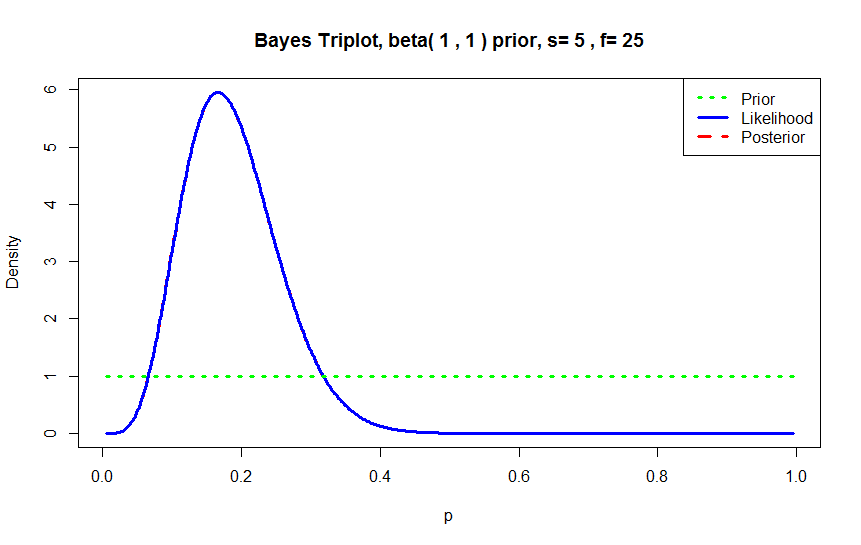 Bayes Triplot, beta( 1 , 1 ) prior, s= 5 , f= 25
Prior
Likelihood
Posterior
Density
6
5
4
3
2
1
0
0.0 0.2 0.4 0.6 0.8 1.0
p